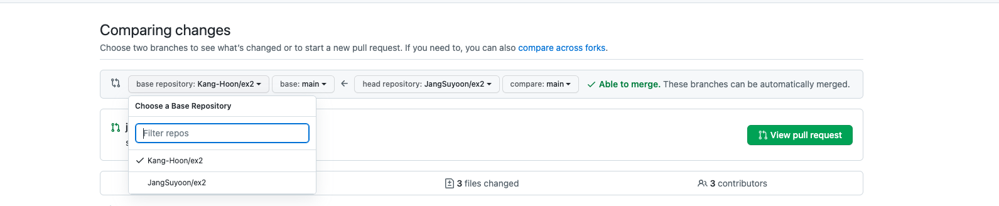 Comparing changes
Choose two branches to see what's changed or to start a new pull request. If you need to, you can also compare across forks.
base repository: Kang-Hoon/ex2 base: main head repository: JangSuyoon/ex2 compare: main Able to merge. These branches can be automatically merged.
Choose a Base Repository
Filter repos
View pull request
Kang-Hoon/ex2
JangSuyoon/ex2
3 files changed
3 contributors